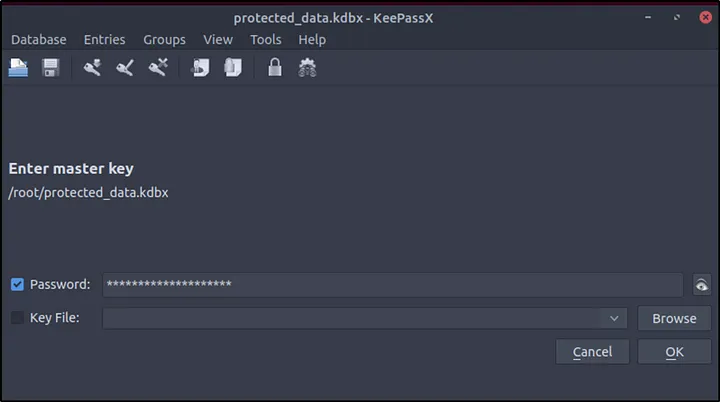 protected_data.kdbx - KeePassX
Database Entries Groups View Tools Help
Enter master key
/root/protected_data.kdbx
Password: ********************
Key File: Browse
Cancel OK